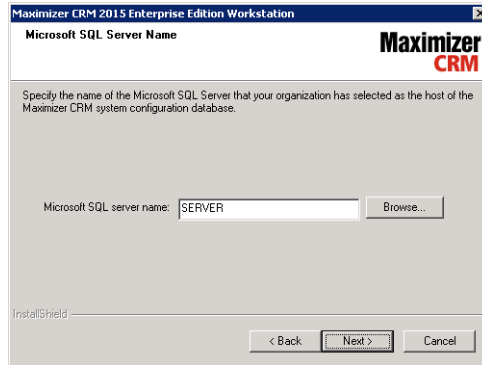 Maximizer CRM 2015 Enterprise Edition Workstation
Microsoft SQL Server Name
Maximizer
CRM
Specify the name of the Microsoft SQL Server that your organization has selected as the host of the
Maximizer CRM system configuration database.
Microsoft SQL server name: SERVER Browse...
InstallShield
< Back Next > Cancel